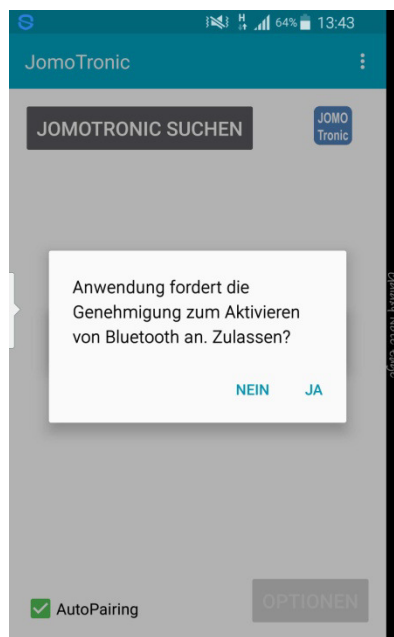 64% 13:43
JomoTronic
JOMOTRONIC SUCHEN
JOMO
Tronic
Anwendung fordert die
Genehmigung zum Aktivieren
von Bluetooth an. Zulassen?
NEIN JA
AutoPairing
OPTIONEN